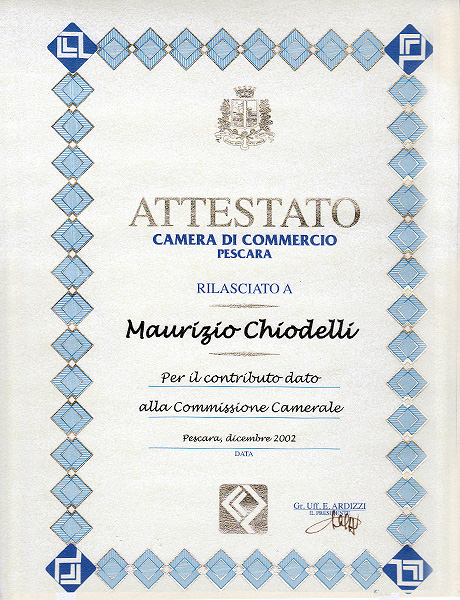 ATTESTATO
CAMERA DI COMMERCIO
PESCARA
RILASCIATO A
Maurizio Chiodelli
Per il contributo dato
alla Commissione Camerale
Pescara, dicembre 2002
DATA
Gr. Uff. E. ARDIZZI
IL PRESIDENTE